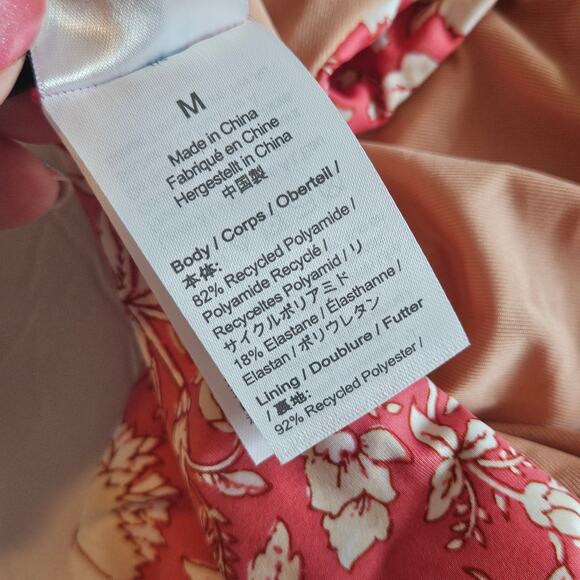 M
Made in China
Fabriqué en Chine
Hergestellt in China
中国製
Body / Corps / Oberteil /
本体:
82% Recycled Polyamide /
Polyamide Recyclé /
Recyceltes Polyamid / リ
サイクルポリアミド
18% Elastane / Élasthanne /
Elastan / ポリウレタン
Lining / Doublure / Futter
/ 裏地:
92% Recycled Polyester /